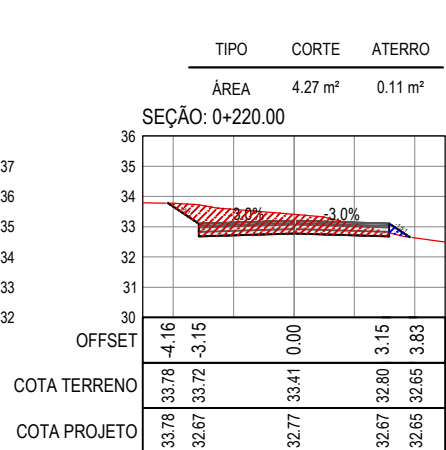 TIPO CORTE ATERRO
ÁREA 4.27 m² 0.11 m²
SEÇÃO: 0+220.00
36
37 35
36 34
35 33 3.0% -3.0%
34 32
33 31
32 30
OFFSET -4.16 -3.15 0.00 3.15 3.83
COTA TERRENO 33.78 33.72 33.41 32.80 32.65
COTA PROJETO 33.78 32.67 32.77 32.67 32.65